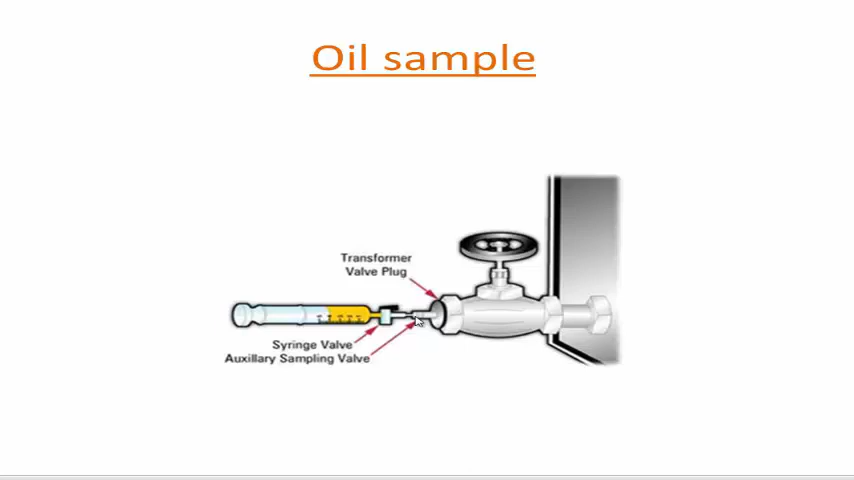 Oil sample
Transformer
Valve Plug
Syringe Valve
Auxillary Sampling Valve